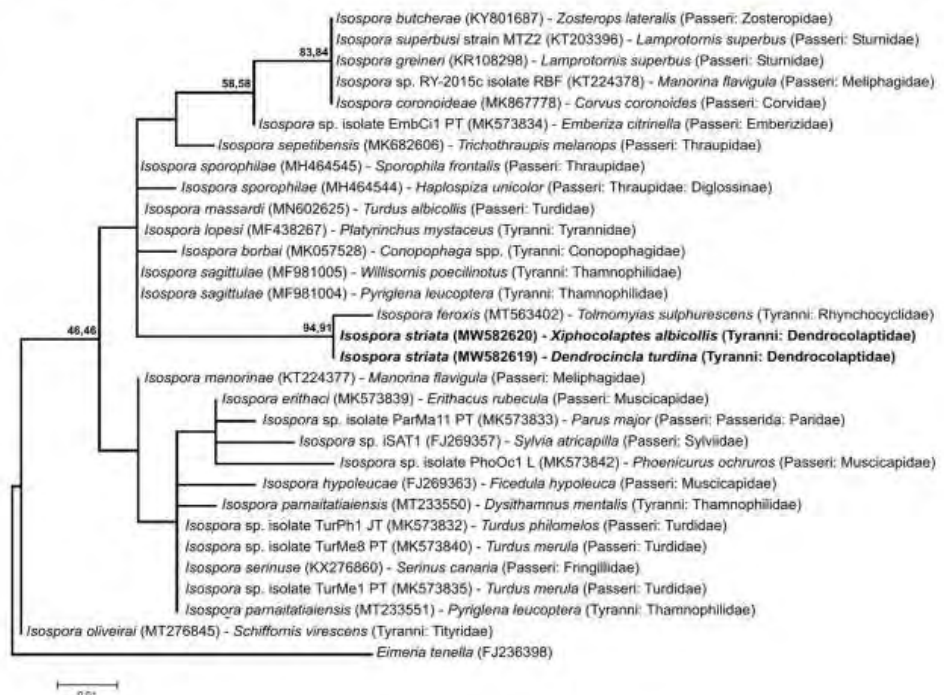 Isospora butcherae (KY801687) - Zosterops lateralis (Passeri: Zosteropidae)
Isospora superbusi strain MTZ2 (KT203396) - Lamprotornis superbus (Passeri: Sturnidae)
83,84
Isospora greineri (KR108298) - Lamprotornis superbus (Passeri: Sturnidae)
58,58
Isospora sp. RY-2015c isolate RBF (KT224378) - Manorina flavigula (Passeri: Meliphagidae)
Isospora coronoideae (MK867778) - Corvus coronoides (Passeri: Corvidae)
Isospora sp. isolate EmbCi1 PT (MK573834) - Emberiza citrinella (Passeri: Emberizidae)
Isospora sepetibensis (MK682606) - Trichothraupis melanops (Passeri: Thraupidae)
Isospora sporophilae (MH464545) - Sporophila frontalis (Passeri: Thraupidae)
Isospora sporophilae (MH464544) - Haplospiza unicolor (Passeri: Thraupidae: Diglossinae)
Isospora massardi (MN602625) - Turdus albicollis (Passeri: Turdidae)
Isospora lopesi (MF438267) - Platyrinchus mystaceus (Tyranni: Tyrannidae)
Isospora borbai (MK057528) - Conopophaga spp. (Tyranni: Conopophagidae)
Isospora sagittulae (MF981005) - Willisornis poecilinotus (Tyranni: Thamnophilidae)
Isospora sagittulae (MF981004) - Pyriglena leucoptera (Tyranni: Thamnophilidae)
Isospora feroxis (MT563402) - Tolmomyias sulphurescens (Tyranni: Rhynchocyclidae)
46,46
94,91
Isospora striata (MW582620) - Xiphocolaptes albicollis (Tyranni: Dendrocolaptidae)
Isospora striata (MW582619) - Dendrocincla turdina (Tyranni: Dendrocolaptidae)
Isospora manorinae (KT224377) - Manorina flavigula (Passeri: Meliphagidae)
Isospora erithaci (MK573839) - Erithacus rubecula (Passeri: Muscicapidae)
Isospora sp. isolate ParMa11 PT (MK573833) - Parus major (Passeri: Passerida: Paridae)
Isospora sp. iSAT1 (FJ269357) - Sylvia atricapilla (Passeri: Sylviidae)
Isospora sp. isolate PhoOc1 L (MK573842) - Phoenicurus ochruros (Passeri: Muscicapidae)
Isospora hypoleucae (FJ269363) - Ficedula hypoleuca (Passeri: Muscicapidae)
Isospora parnaitatiaiensis (MT233550) - Dysithamnus mentalis (Tyranni: Thamnophilidae)
Isospora sp. isolate TurPh1 JT (MK573832) - Turdus philomelos (Passeri: Turdidae)
Isospora sp. isolate TurMe8 PT (MK573840) - Turdus merula (Passeri: Turdidae)
Isospora serinuse (KX276860) - Serinus canaria (Passeri: Fringillidae)
Isospora sp. isolate TurMe1 PT (MK573835) - Turdus merula (Passeri: Turdidae)
Isospora parnaitatiaiensis (MT233551) - Pyriglena leucoptera (Tyranni: Thamnophilidae)
Isospora oliveirai (MT276845) - Schiffornis virescens (Tyranni: Tityridae)
Eimeria tenella (FJ236398)